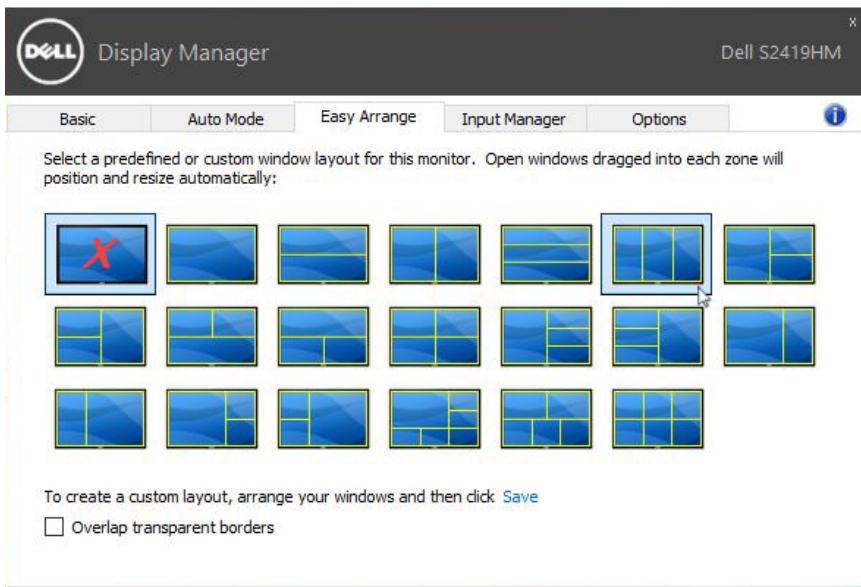 x
DELL Display Manager Dell S2419HM
Basic Auto Mode Easy Arrange Input Manager Options i
Select a predefined or custom window layout for this monitor. Open windows dragged into each zone will
position and resize automatically:
X
To create a custom layout, arrange your windows and then click Save
Overlap transparent borders